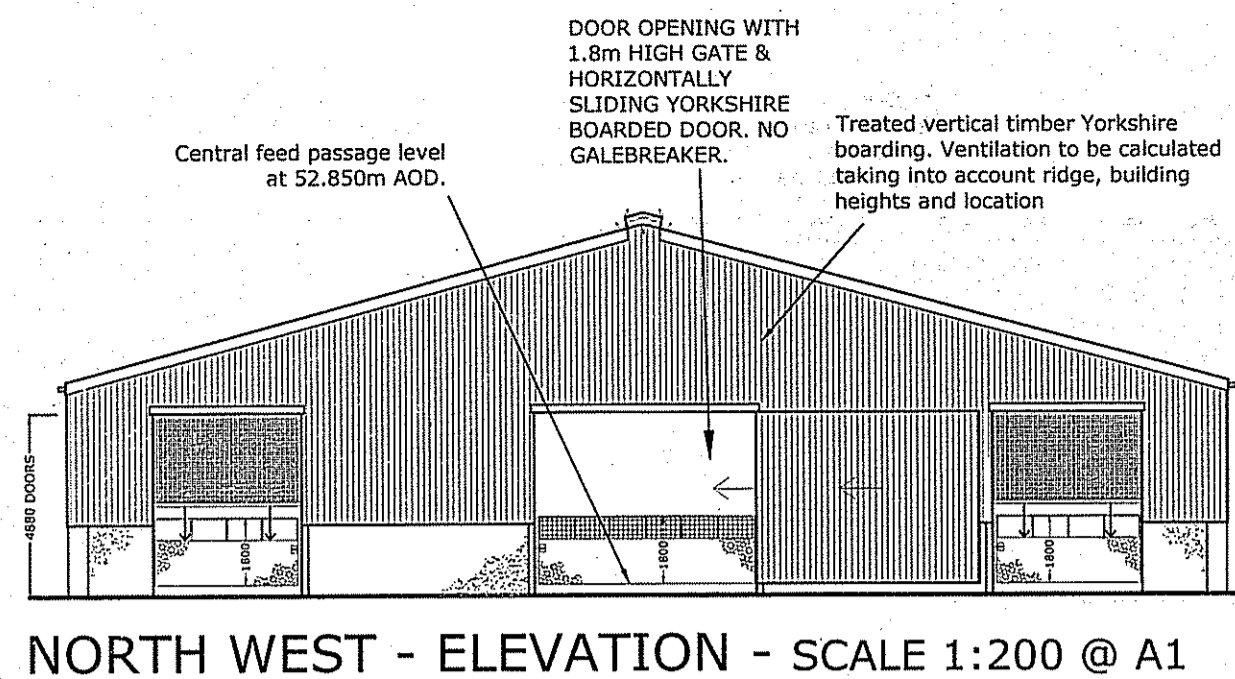 DOOR OPENING WITH
1.8m HIGH GATE &
HORIZONTALLY
SLIDING YORKSHIRE
BOARDED DOOR. NO
GALEBREAKER.
Central feed passage level
at 52.850m AOD.
Treated vertical timber Yorkshire
boarding. Ventilation to be calculated
taking into account ridge, building
heights and location
4880 DOORS
1800
1800
1800
NORTH WEST - ELEVATION - SCALE 1:200 @ A1